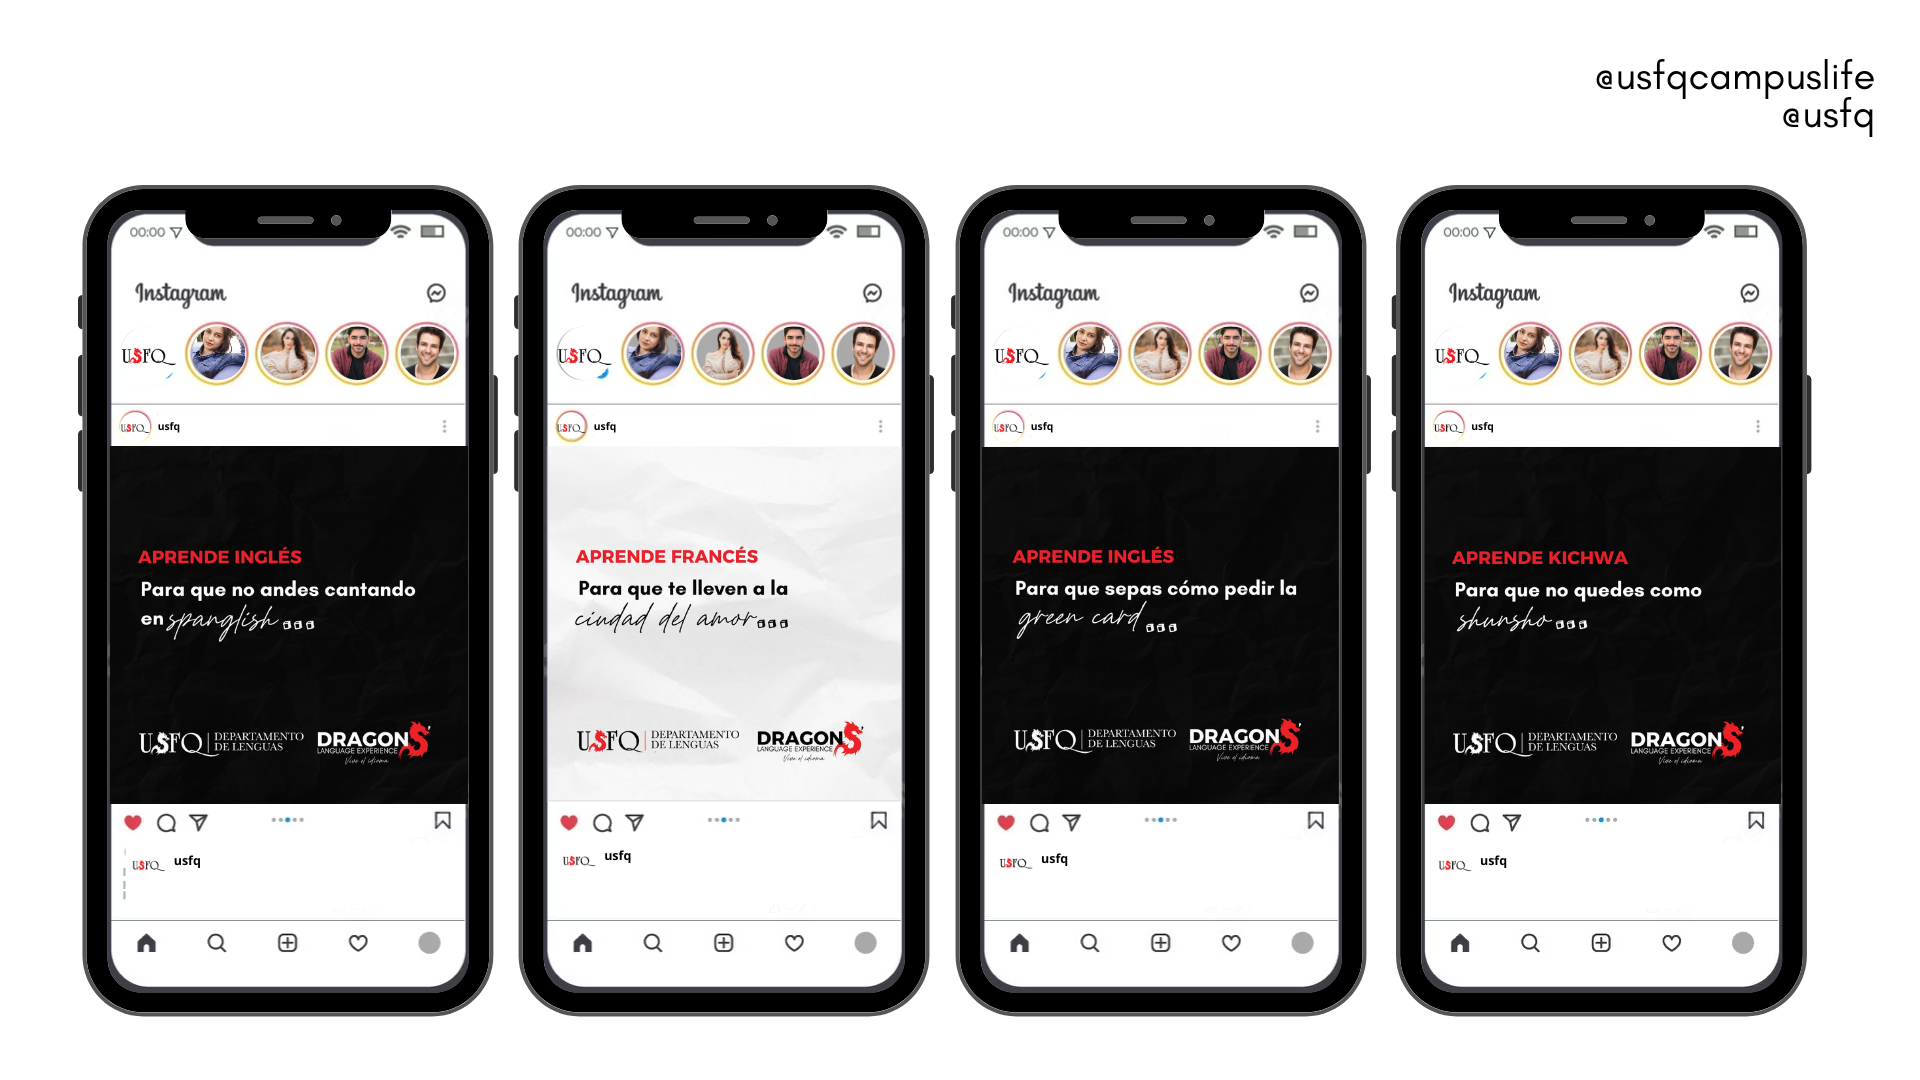 @usfqcampuslife
@usfq
00:00
Instagram
USFQ
usfq
APRENDE INGLÉS
Para que no andes cantando
en spanglish...
USFQ | DEPARTAMENTO
DE LENGUAS
DRAGONS'
LANGUAGE EXPERIENCE
Vive el idioma
USFQ
usfq
00:00
Instagram
USFQ
USFQ
usfq
APRENDE FRANCÉS
Para que te lleven a la
ciudad del amor...
USFQ | DEPARTAMENTO
DE LENGUAS
DRAGONS'
LANGUAGE EXPERIENCE
Vive el idioma
USFQ
usfq
00:00
Instagram
USFQ
USFQ
usfq
APRENDE INGLÉS
Para que sepas cómo pedir la
green card...
USFQ | DEPARTAMENTO
DE LENGUAS
DRAGONS'
LANGUAGE EXPERIENCE
Vive el idioma
USFQ
usfq
00:00
Instagram
USFQ
USFQ
usfq
APRENDE KICHWA
Para que no quedes como
shunsho...
USFQ | DEPARTAMENTO
DE LENGUAS
DRAGONS'
LANGUAGE EXPERIENCE
Vive el idioma
USFQ
usfq